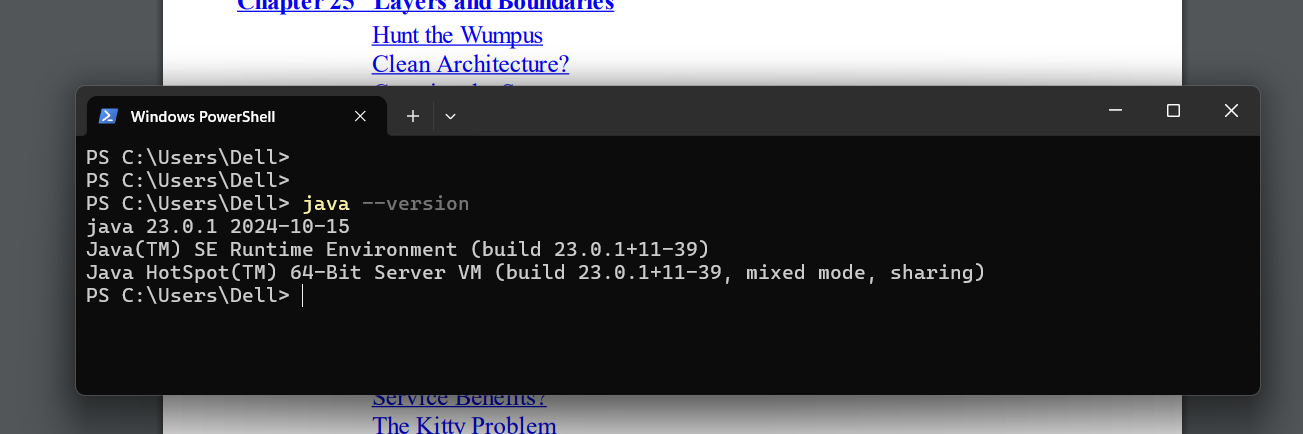 Chapter 25 Layers and Boundaries
Hunt the Wumpus
Clean Architecture?
Windows PowerShell
PS C:\Users\Dell>
PS C:\Users\Dell>
PS C:\Users\Dell> java --version
java 23.0.1 2024-10-15
Java(TM) SE Runtime Environment (build 23.0.1+11-39)
Java HotSpot(TM) 64-Bit Server VM (build 23.0.1+11-39, mixed mode, sharing)
PS C:\Users\Dell>
Service Benefits?
The Kitty Problem